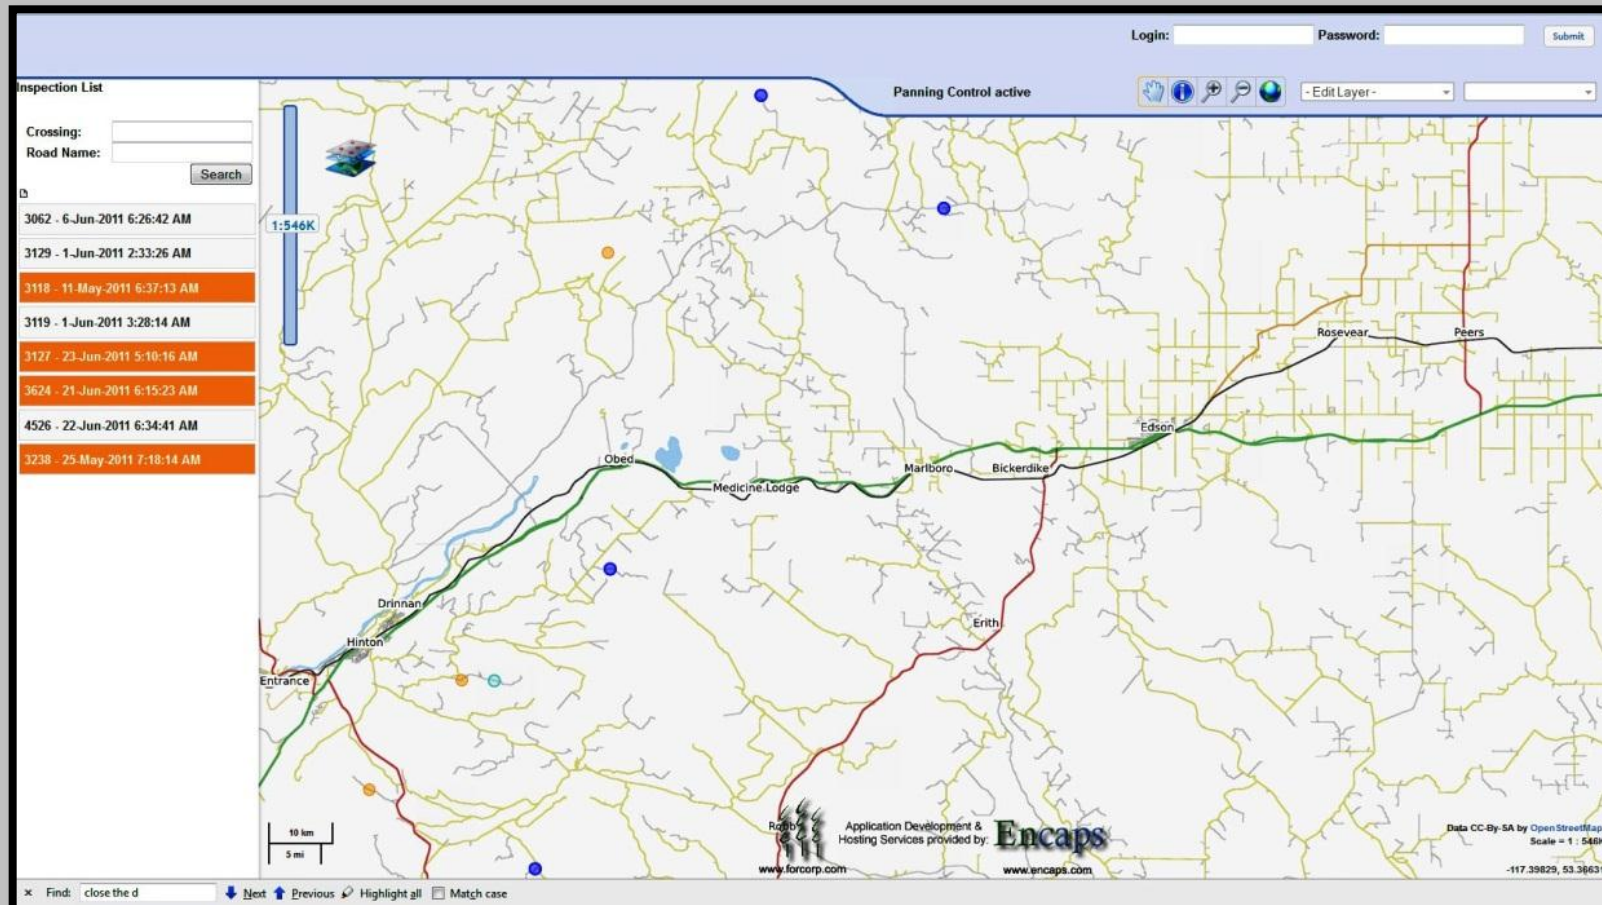 Login: Password: Submit
Inspection List
Panning Control active
- Edit Layer -
Crossing:
Road Name:
Search
3062 - 6-Jun-2011 6:26:42 AM
1:546K
3129 - 1-Jun-2011 2:33:26 AM
3118 - 11-May-2011 6:37:13 AM
3119 - 1-Jun-2011 3:28:14 AM
3127 - 23-Jun-2011 5:10:16 AM
3624 - 21-Jun-2011 6:15:23 AM
4526 - 22-Jun-2011 6:34:41 AM
3238 - 25-May-2011 7:18:14 AM
Rosevear
Peers
Edson
Obed
Marlboro
Bickerdike
Medicine Lodge
Drinnan
Erith
Hinton
Entrance
Robb
10 km
5 mi
Application Development &
Hosting Services provided by:
Encaps
www.forcorp.com
www.encaps.com
Data CC-By-SA by OpenStreetMap
Scale = 1 : 546K
-117.39829, 53.36631
× Find: close the d Next Previous Highlight all Match case